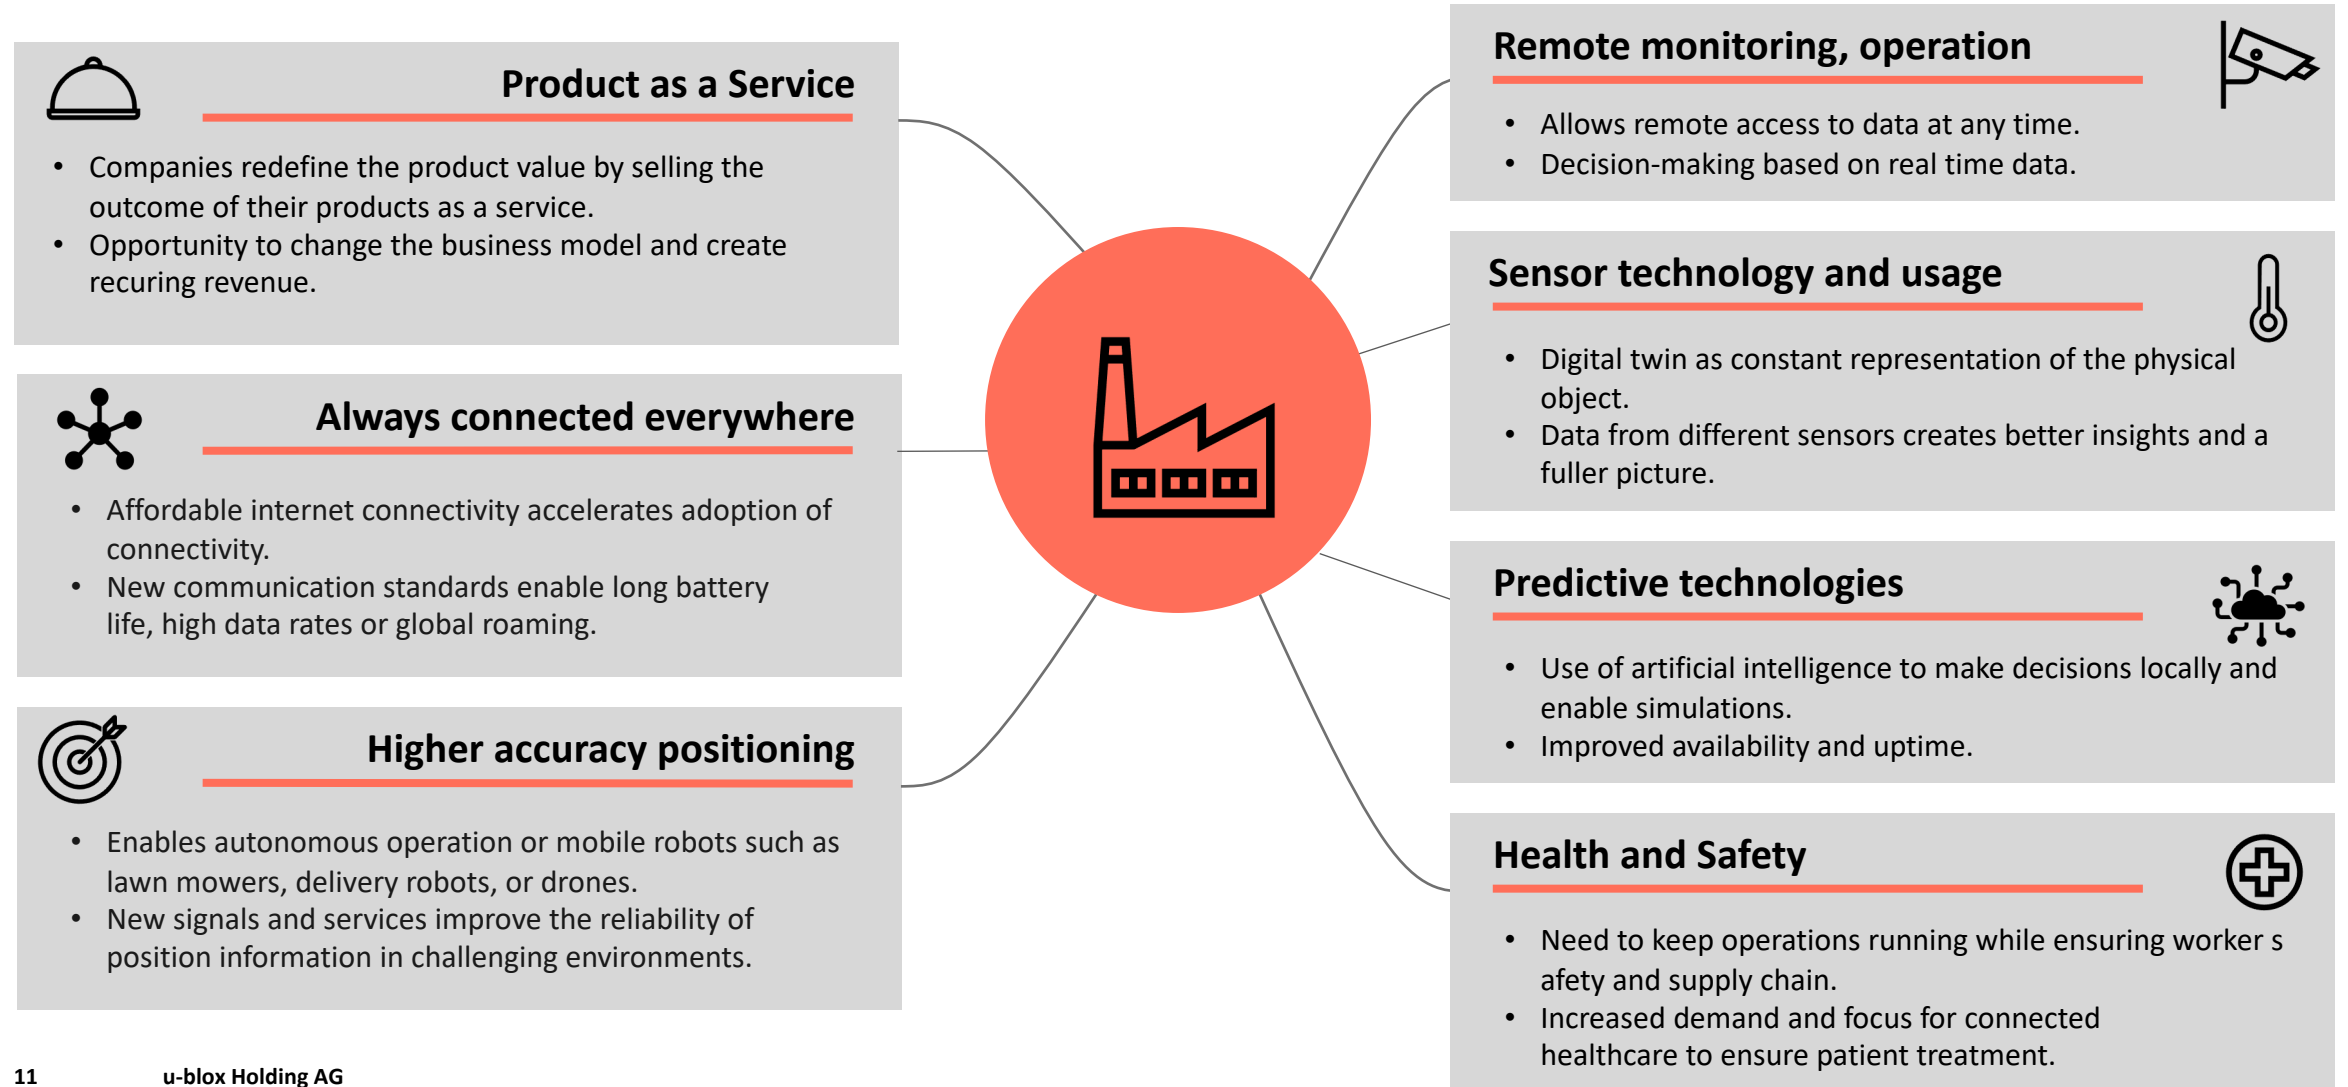 Product as a Service
• Companies redefine the product value by selling the
outcome of their products as a service.
• Opportunity to change the business model and create
recuring revenue.
Always connected everywhere
• Affordable internet connectivity accelerates adoption of
connectivity.
• New communication standards enable long battery
life, high data rates or global roaming.
Higher accuracy positioning
• Enables autonomous operation or mobile robots such as
lawn mowers, delivery robots, or drones.
• New signals and services improve the reliability of
position information in challenging environments.
Remote monitoring, operation
• Allows remote access to data at any time.
• Decision-making based on real time data.
Sensor technology and usage
• Digital twin as constant representation of the physical
object.
• Data from different sensors creates better insights and a
fuller picture.
Predictive technologies
• Use of artificial intelligence to make decisions locally and
enable simulations.
• Improved availability and uptime.
Health and Safety
• Need to keep operations running while ensuring worker s
afety and supply chain.
• Increased demand and focus for connected
healthcare to ensure patient treatment.
11 u-blox Holding AG